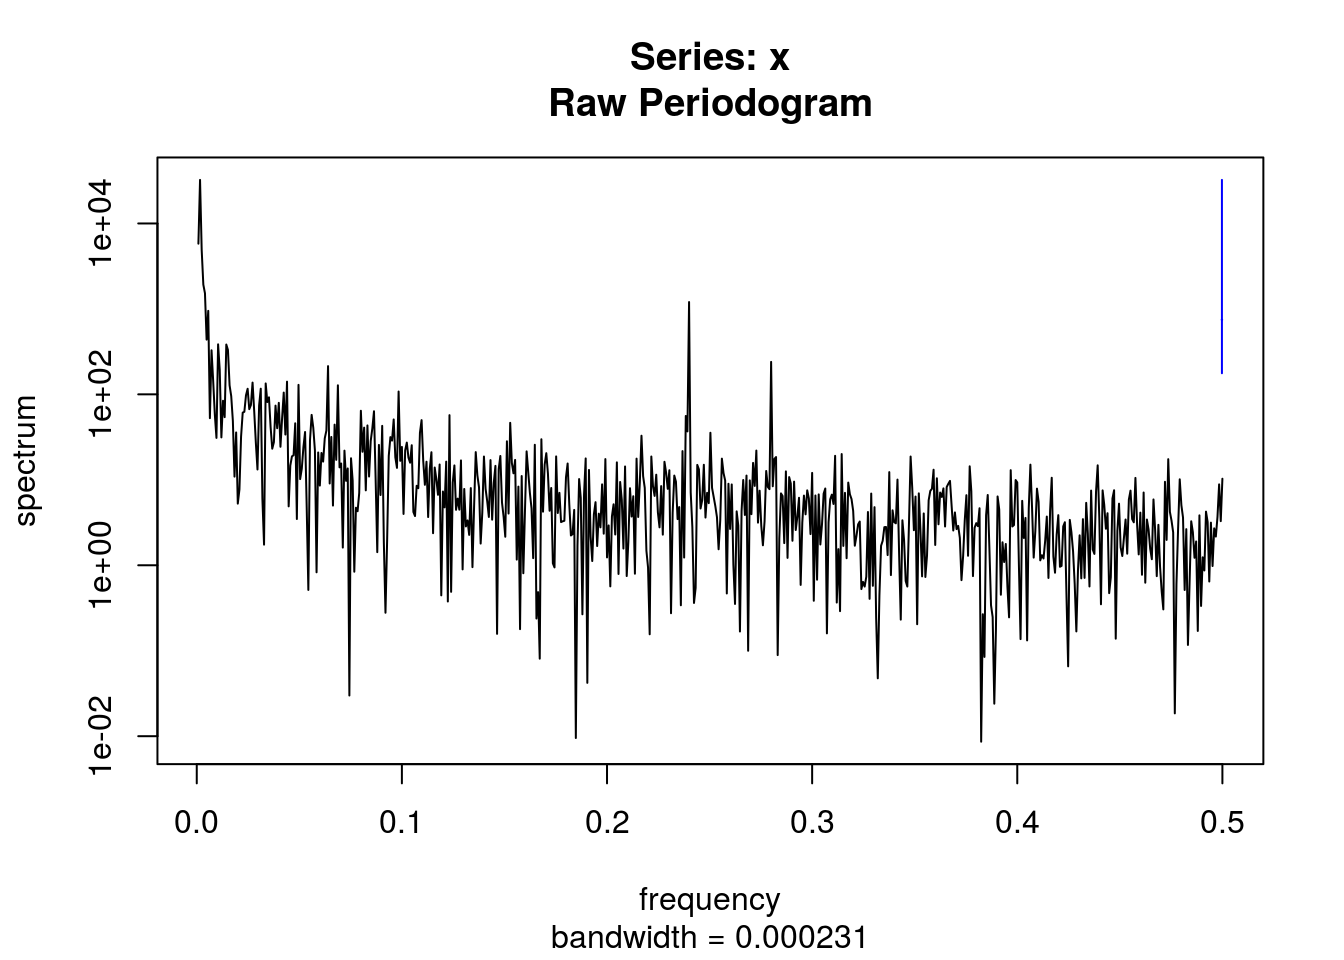 Series: x
Raw Periodogram
spectrum
1e+04
1e+02
1e+00
1e-02
0.0 0.1 0.2 0.3 0.4 0.5
frequency
bandwidth = 0.000231